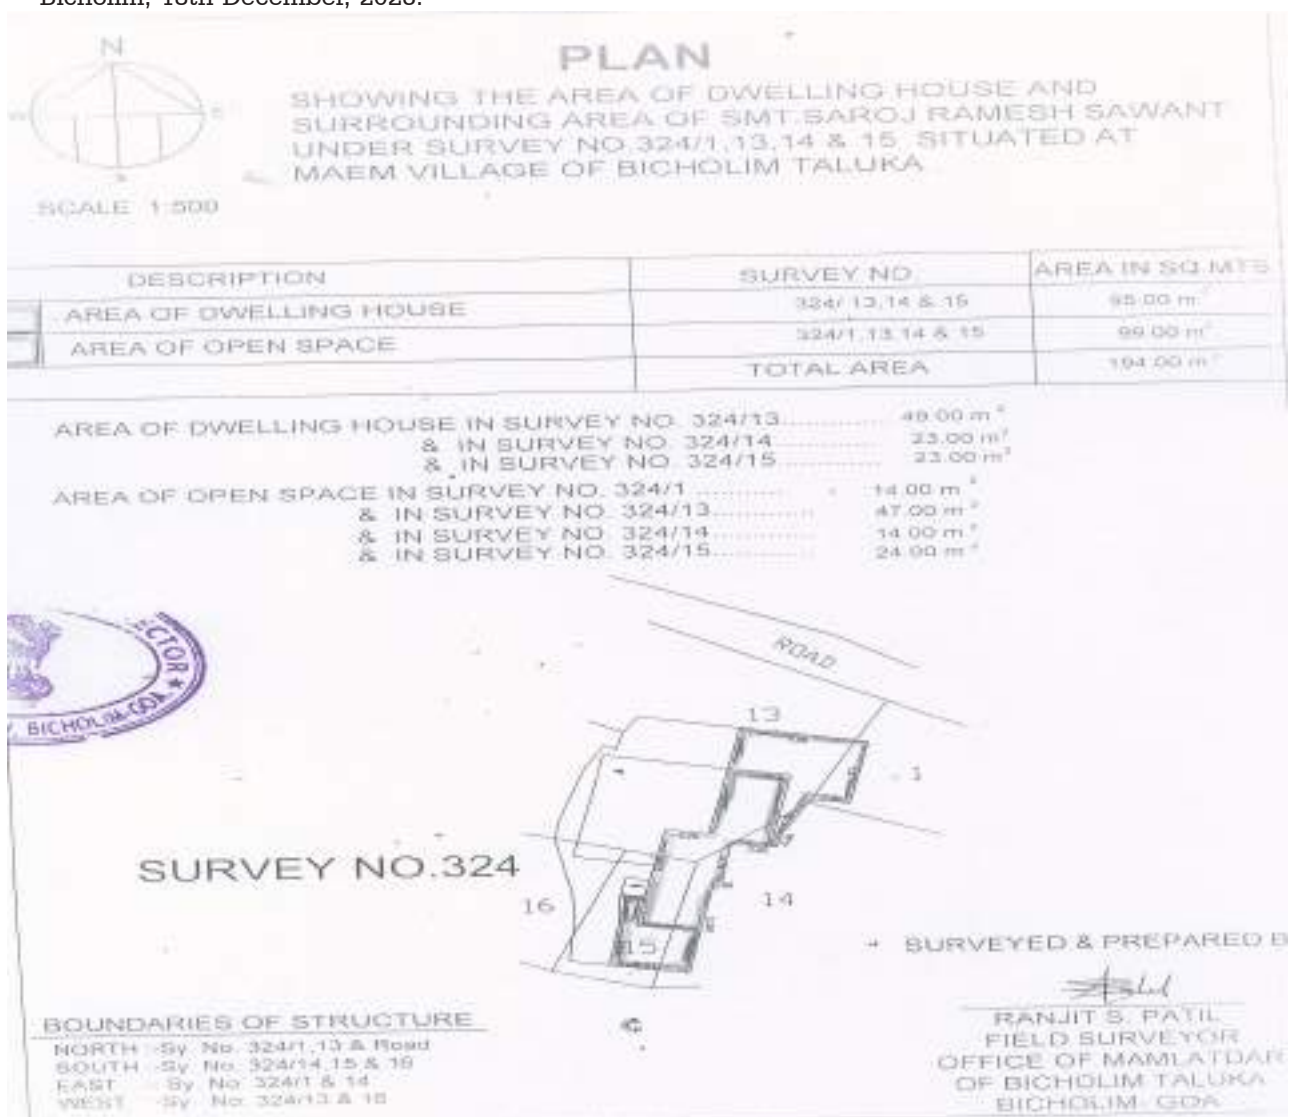 Bicholim, 13th December, 2023.
N
PLAN
SHOWING THE AREA OF DWELLING HOUSE AND
SURROUNDING AREA OF SMT.SAROJ RAMESH SAWANT
UNDER SURVEY NO.324/1,13,14 & 15, SITUATED AT
MAEM VILLAGE OF BICHOLIM TALUKA
SCALE 1:500
DESCRIPTION SURVEY NO AREA IN SQ.MTS
AREA OF DWELLING HOUSE 324/ 13,14 & 15 95.00 m²
AREA OF OPEN SPACE 324/1,13,14 & 15 99.00 m²
TOTAL AREA 194.00 m²
AREA OF DWELLING HOUSE IN SURVEY NO. 324/13............. 49.00 m²
& IN SURVEY NO. 324/14 23.00 m²
& IN SURVEY NO. 324/15............. 23.00 m²
AREA OF OPEN SPACE IN SURVEY NO. 324/1 ............. 14.00 m²
& IN SURVEY NO. 324/13............. 47.00 m²
& IN SURVEY NO. 324/14............. 14.00 m²
& IN SURVEY NO. 324/15............. 24.00 m²
ECTOR ★
BICHOLIM-GOA
ROAD
13
1
SURVEY NO.324
16
14
15
SURVEYED & PREPARED B
RANJIT S. PATIL
FIELD SURVEYOR
OFFICE OF MAMLATDAR
OF BICHOLIM TALUKA
BICHOLIM GOA
BOUNDARIES OF STRUCTURE
NORTH -Sy No. 324/1,13 & Road
SOUTH -Sy No. 324/14,15 & 16
EAST - Sy No 324/1 & 14
WEST -Sy No 324/13 & 16